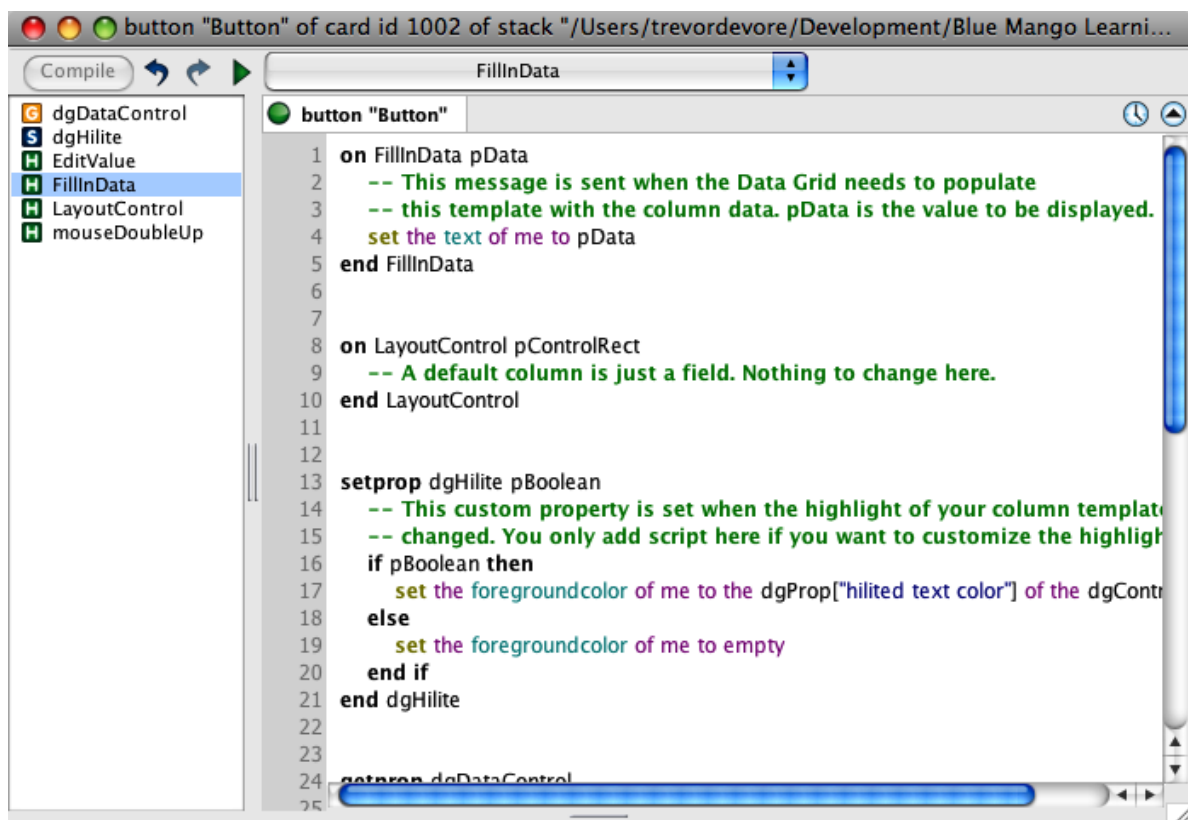 button "Button" of card id 1002 of stack "/Users/trevordevore/Development/Blue Mango Learni...
Compile
FillInData
G dgDataControl
S dgHilite
H EditValue
H FillInData
H LayoutControl
H mouseDoubleUp
button "Button"
1 on FillInData pData
2 -- This message is sent when the Data Grid needs to populate
3 -- this template with the column data. pData is the value to be displayed.
4 set the text of me to pData
5 end FillInData
6
7
8 on LayoutControl pControlRect
9 -- A default column is just a field. Nothing to change here.
10 end LayoutControl
11
12
13 setprop dgHilite pBoolean
14 -- This custom property is set when the highlight of your column templat
15 -- changed. You only add script here if you want to customize the highligh
16 if pBoolean then
17 set the foregroundcolor of me to the dgProp["hilited text color"] of the dgContr
18 else
19 set the foregroundcolor of me to empty
20 end if
21 end dgHilite
22
23
24 getprop dgDataControl
25